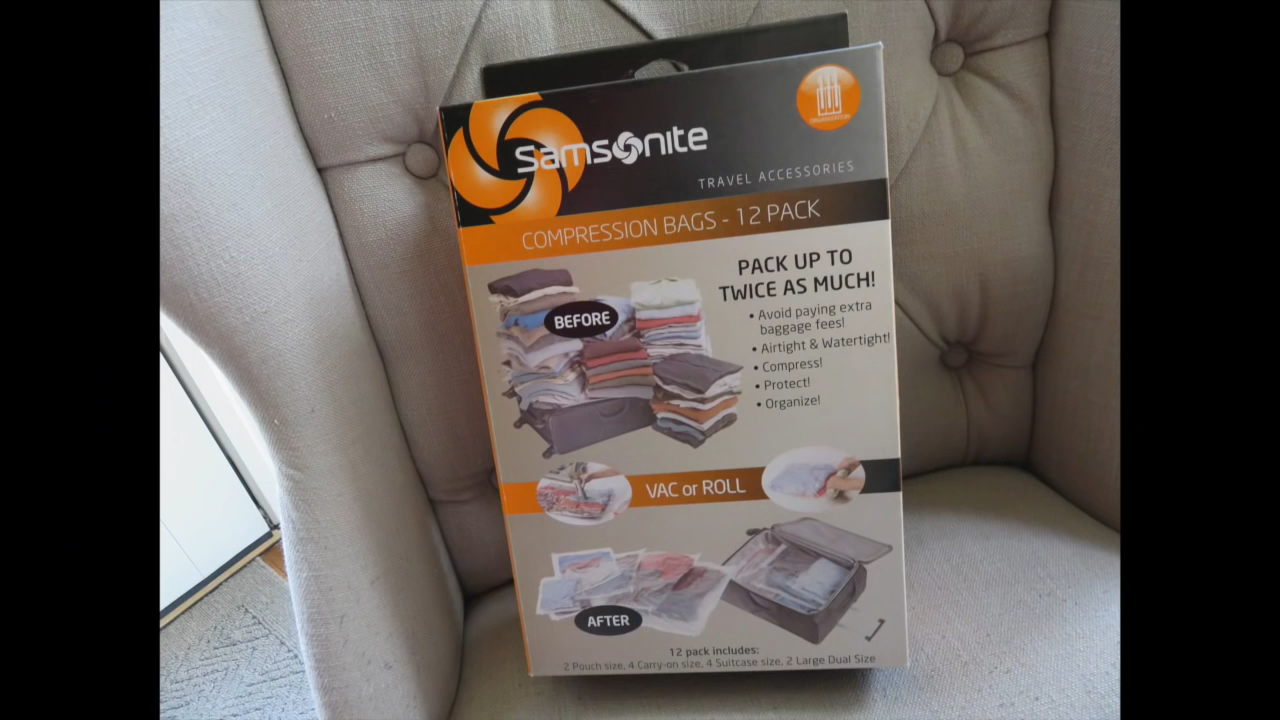 Samsonite
ORGANIZATION
TRAVEL ACCESSORIES
COMPRESSION BAGS - 12 PACK
PACK UP TO
TWICE AS MUCH!
• Avoid paying extra
baggage fees!
• Airtight & Watertight!
• Compress!
• Protect!
• Organize!
BEFORE
VAC or ROLL
AFTER
12 pack includes:
2 Pouch size, 4 Carry-on size, 4 Suitcase size, 2 Large Dual Size